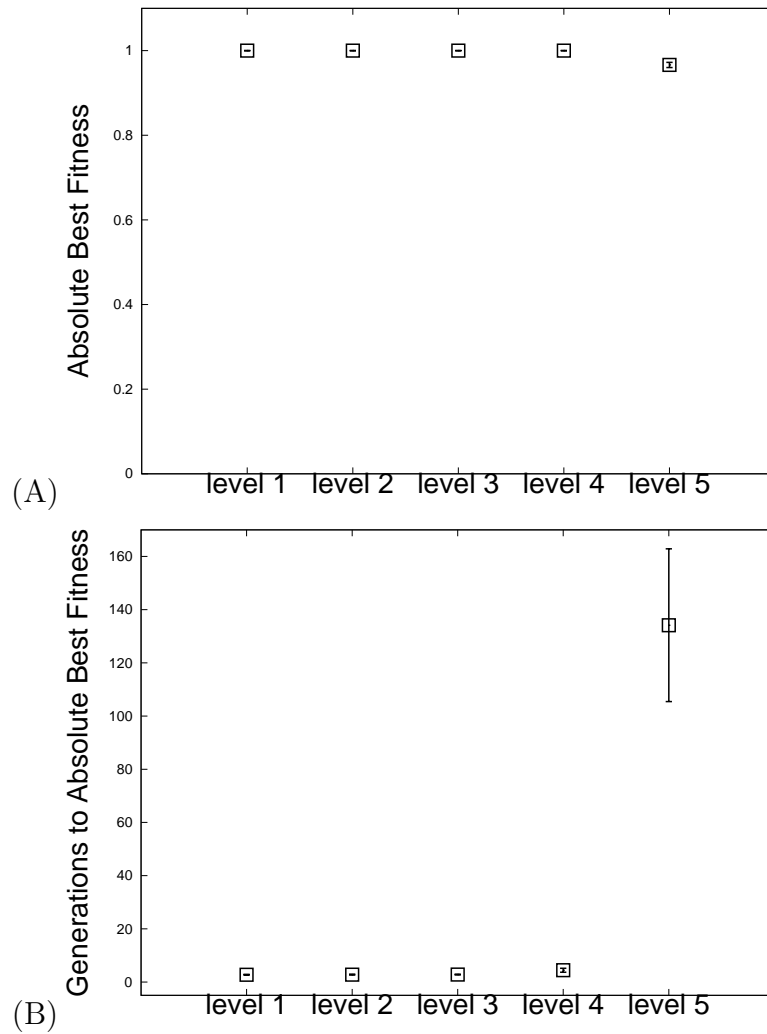 1
0.8
0.6
0.4
0.2
0
Absolute Best Fitness
level 1 level 2 level 3 level 4 level 5
(A)
160
140
120
100
80
60
40
20
0
Generations to Absolute Best Fitness
level 1 level 2 level 3 level 4 level 5
(B)